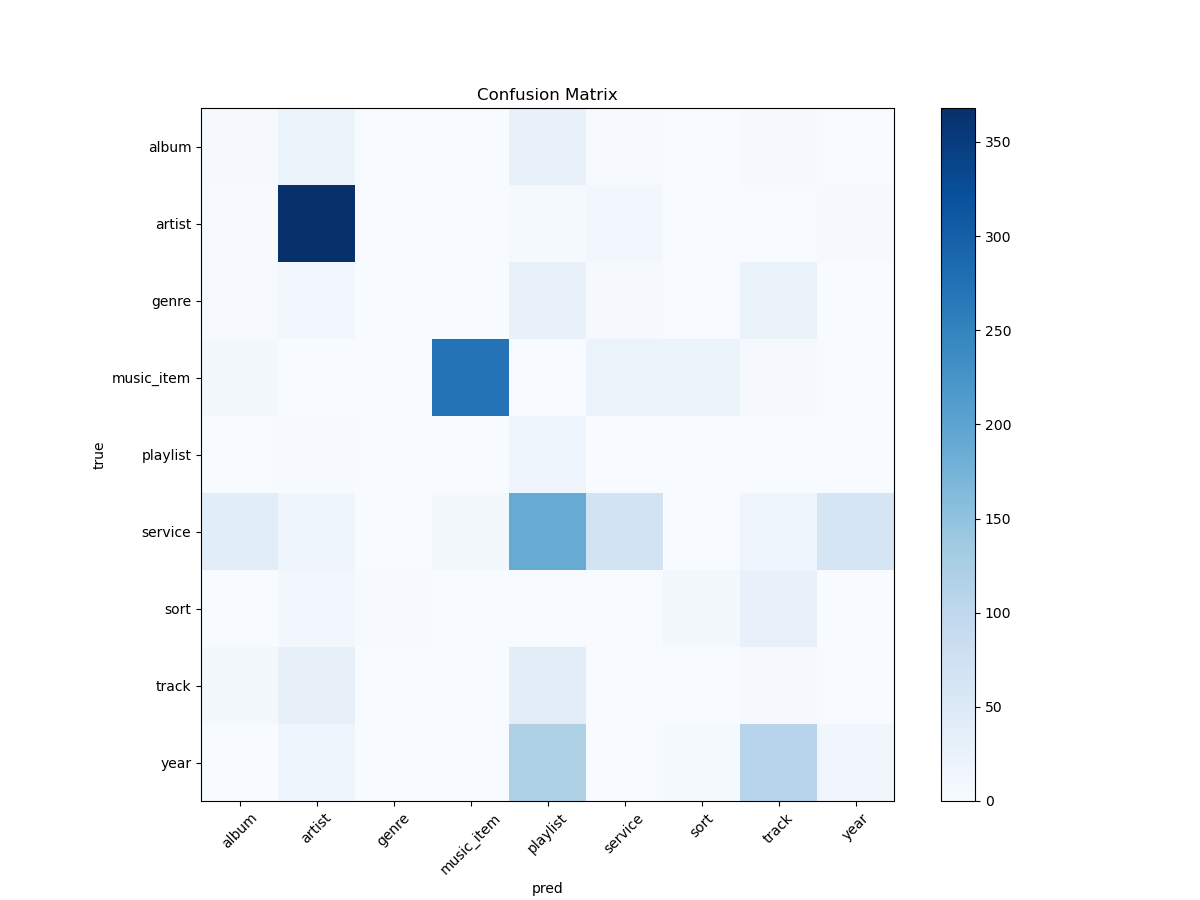 Confusion Matrix
album
artist
genre
music_item
playlist
service
sort
track
year
true
album
artist
genre
music_item
playlist
service
sort
track
year
pred
350
300
250
200
150
100
50
0